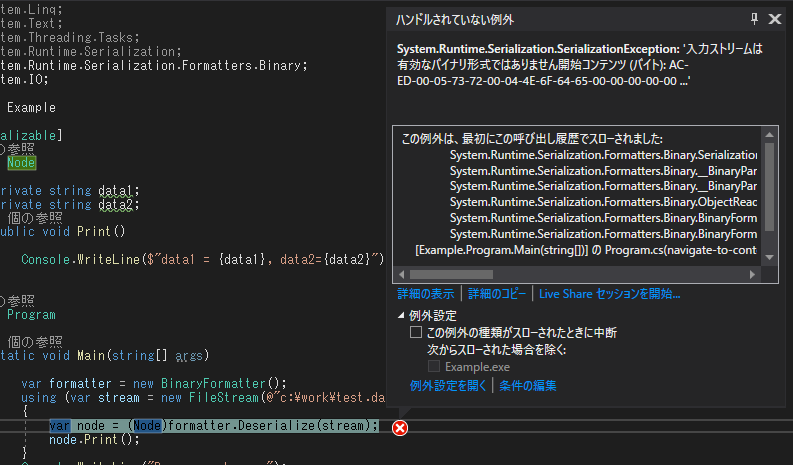 tem.Linq;
tem.Text;
tem.Threading.Tasks;
tem.Runtime.Serialization;
tem.Runtime.Serialization.Formatters.Binary;
tem.IO;
Example
alizable]
の参照
Node
rivate string data1;
rivate string data2;
個の参照
ublic void Print()
Console.WriteLine($"data1 = {data1}, data2={data2}")
の参照
Program
個の参照
tatic void Main(string[] args)
var formatter = new BinaryFormatter();
using (var stream = new FileStream(@"c:¥work¥test.da
{
var node = (Node)formatter.Deserialize(stream);
node.Print();
}
ハンドルされていない例外
System.Runtime.Serialization.SerializationException: '入力ストリームは
有効なバイナリ形式ではありません開始コンテンツ (バイト): AC-
ED-00-05-73-72-00-04-4E-6F-64-65-00-00-00-00-00 ...'
この例外は、最初にこの呼び出し履歴でスローされました:
System.Runtime.Serialization.Formatters.Binary.Serialization
System.Runtime.Serialization.Formatters.Binary.__BinaryPar
System.Runtime.Serialization.Formatters.Binary.__BinaryPar
System.Runtime.Serialization.Formatters.Binary.ObjectReac
System.Runtime.Serialization.Formatters.Binary.BinaryForm
System.Runtime.Serialization.Formatters.Binary.BinaryForm
[Example.Program.Main(string[])] の Program.cs(navigate-to-cont
詳細の表示 | 詳細のコピー | Live Share セッションを開始...
例外設定
この例外の種類がスローされたときに中断
次からスローされた場合を除く:
Example.exe
例外設定を開く | 条件の編集